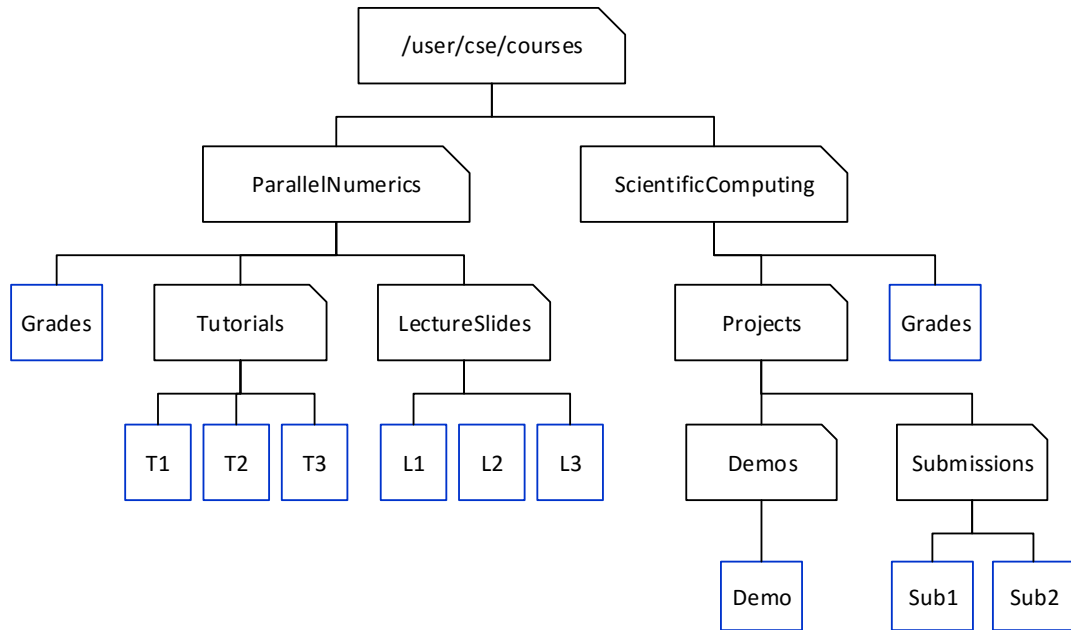 /user/cse/courses
ParallelNumerics
ScientificComputing
Grades
Tutorials
LectureSlides
Projects
Grades
T1
T2
T3
L1
L2
L3
Demos
Submissions
Demo
Sub1
Sub2